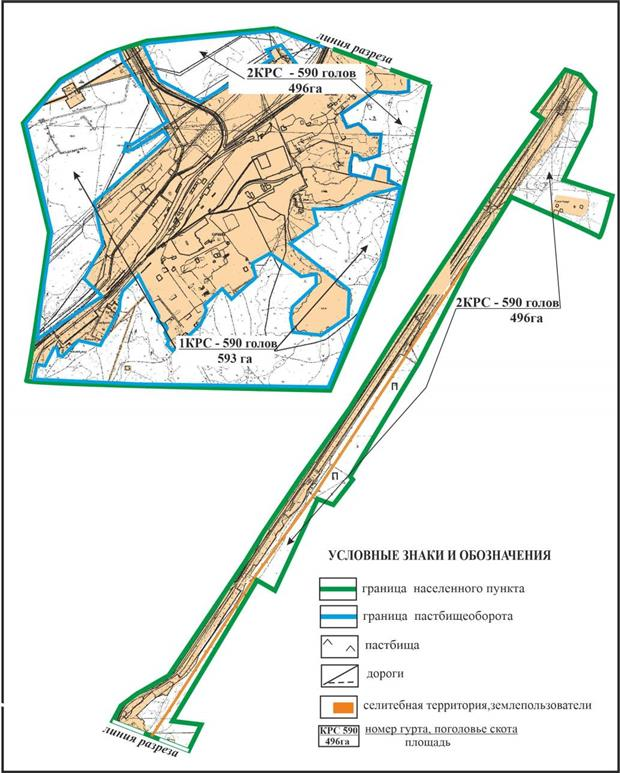 линия разреза
2КРС - 590 голов
496га
1КРС - 590 голов
593 га
2КРС - 590 голов
496га
П
П
линия разреза
УСЛОВНЫЕ ЗНАКИ И ОБОЗНАЧЕНИЯ
граница населенного пункта
граница пастбищеоборота
пастбища
дороги
селитебная территория,землепользователи
КРС 590
496га
номер гурта, поголовье скота
площадь